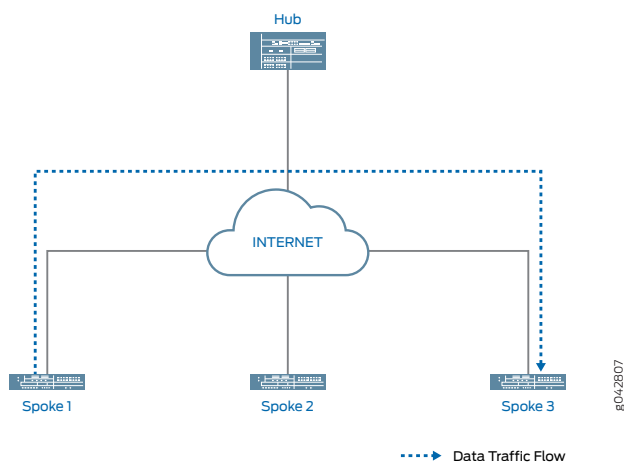 Hub
INTERNET
Spoke 1
Spoke 2
Spoke 3
g042807
Data Traffic Flow